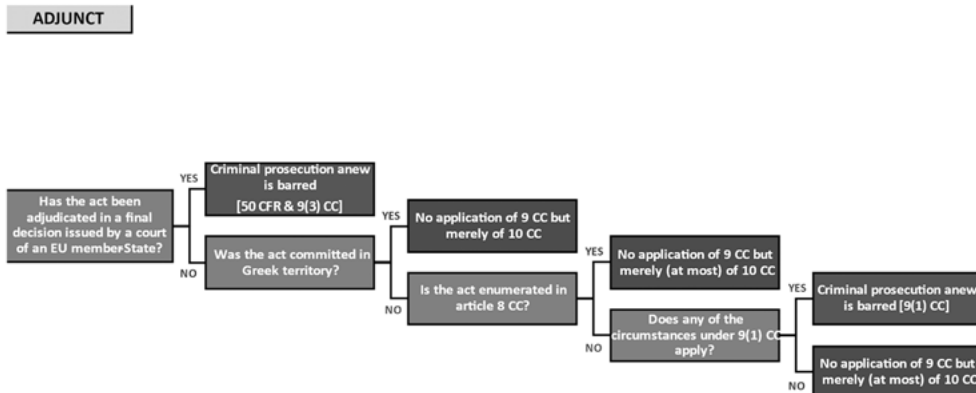 ADJUNCT
Has the act been
adjudicated in a final
decision issued by a court
of an EU member-State?
YES
Criminal prosecution anew
is barred
[50 CFR & 9(3) CC]
NO
Was the act committed in
Greek territory?
YES
No application of 9 CC but
merely of 10 CC
NO
Is the act enumerated in
article 8 CC?
YES
No application of 9 CC but
merely (at most) of 10 CC
NO
Does any of the
circumstances under 9(1) CC
apply?
YES
Criminal prosecution anew
is barred [9(1) CC]
NO
No application of 9 CC but
merely (at most) of 10 CC